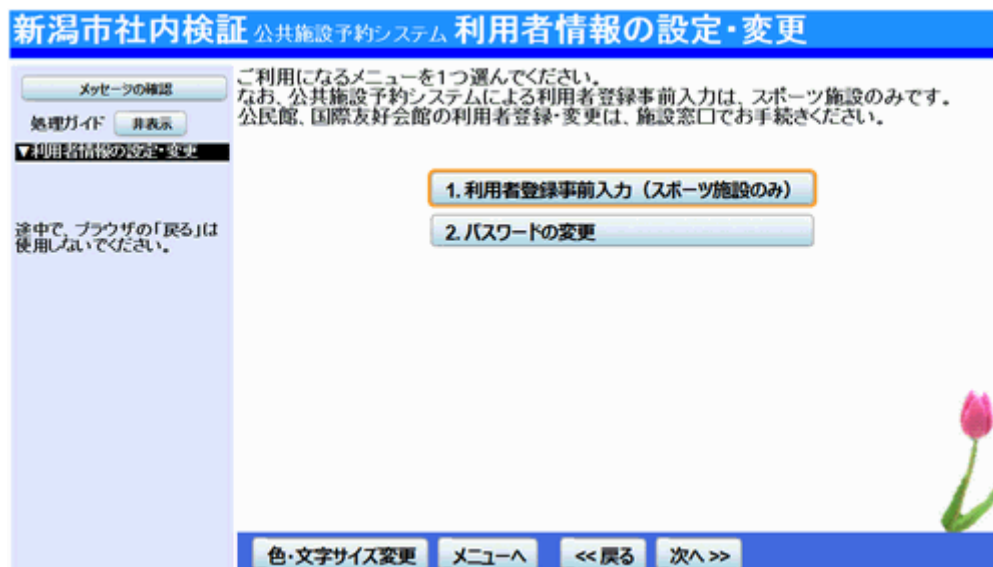 新潟市社内検証 公共施設予約システム 利用者情報の設定・変更
メッセージの確認
処理ガイド 非表示
▼利用者情報の設定・変更
途中で、ブラウザの「戻る」は
使用しないでください。
ご利用になるメニューを1つ選んでください。
なお、公共施設予約システムによる利用者登録事前入力は、スポーツ施設のみです。
公民館、国際友好会館の利用者登録・変更は、施設窓口でお手続きください。
1. 利用者登録事前入力（スポーツ施設のみ）
2. パスワードの変更
色・文字サイズ変更 メニューへ <<戻る 次へ>>